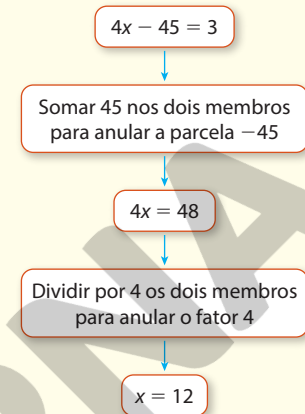 4x − 45 = 3
Somar 45 nos dois membros
para anular a parcela −45
4x = 48
Dividir por 4 os dois membros
para anular o fator 4
x = 12